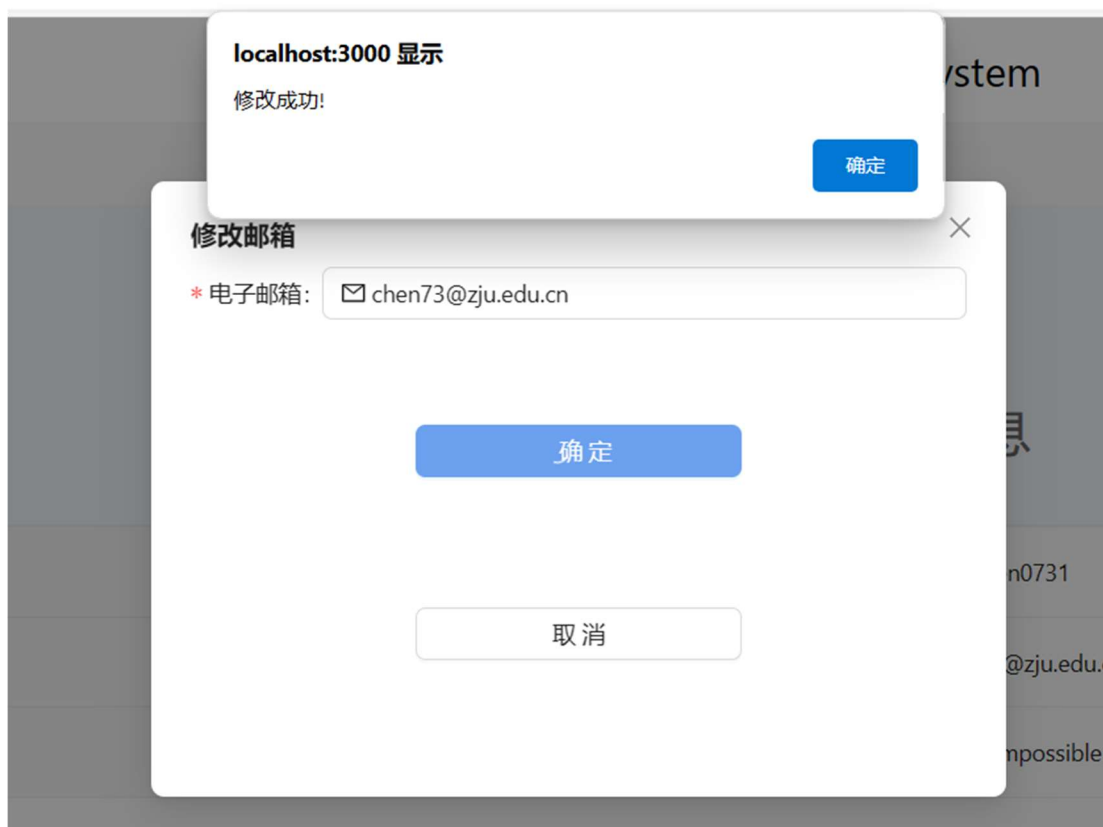 localhost:3000 显示
修改成功!
确定
ystem
修改邮箱
* 电子邮箱: chen73@zju.edu.cn
息
确定
n0731
取消
@zju.edu.
mpossible